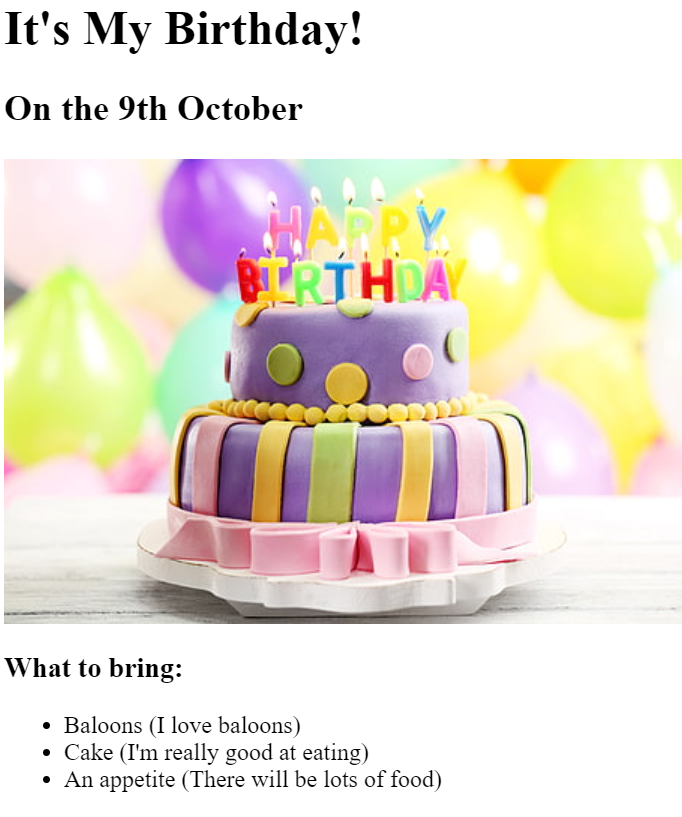 It's My Birthday!
On the 9th October
HAPPY
BIRTHDAY
What to bring:
Baloons (I love baloons)
Cake (I'm really good at eating)
An appetite (There will be lots of food)